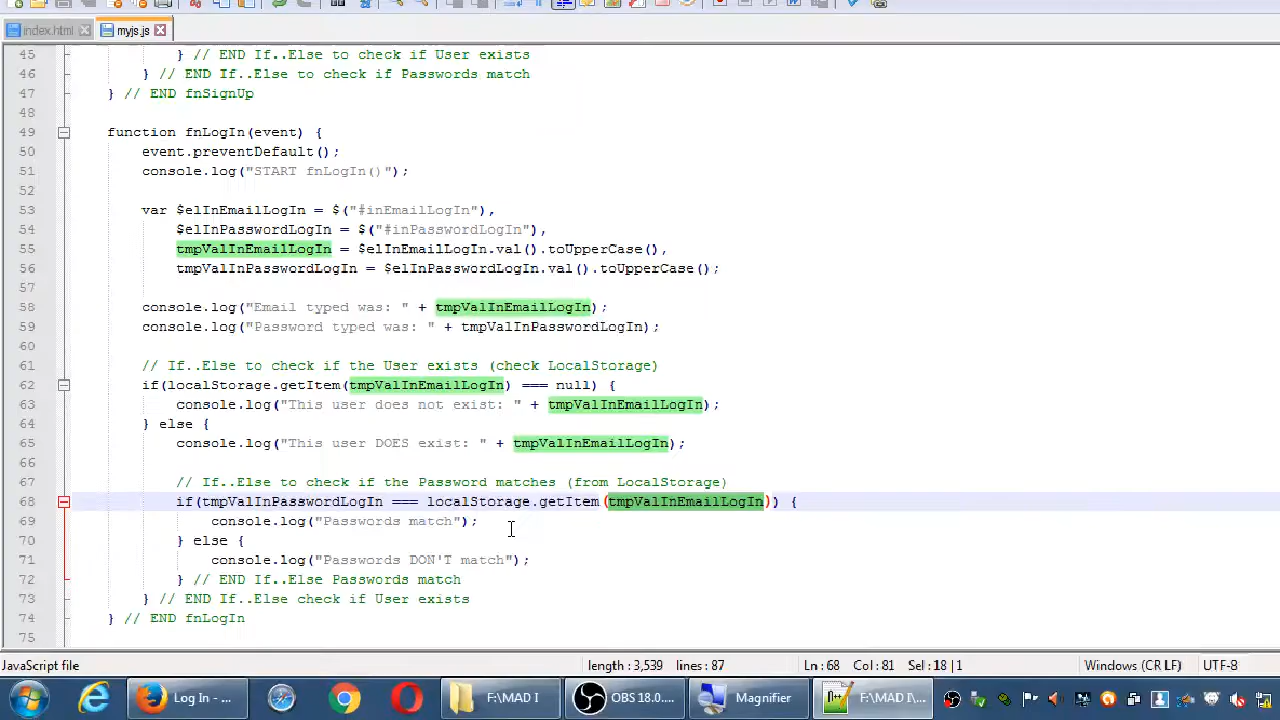 index.html
myjs.js
45 } // END If..Else to check if User exists
46 } // END If..Else to check if Passwords match
47 } // END fnSignUp
48
49 function fnLogIn(event) {
50 event.preventDefault();
51 console.log("START fnLogIn()");
52
53 var $elInEmailLogIn = $("#inEmailLogIn"),
54 $elInPasswordLogIn = $("#inPasswordLogIn"),
55 tmpValInEmailLogIn = $elInEmailLogIn.val().toUpperCase(),
56 tmpValInPasswordLogIn = $elInPasswordLogIn.val().toUpperCase();
57
58 console.log("Email typed was: " + tmpValInEmailLogIn);
59 console.log("Password typed was: " + tmpValInPasswordLogIn);
60
61 // If..Else to check if the User exists (check LocalStorage)
62 if(localStorage.getItem(tmpValInEmailLogIn) === null) {
63 console.log("This user does not exist: " + tmpValInEmailLogIn);
64 } else {
65 console.log("This user DOES exist: " + tmpValInEmailLogIn);
66
67 // If..Else to check if the Password matches (from LocalStorage)
68 if(tmpValInPasswordLogIn === localStorage.getItem(tmpValInEmailLogIn)) {
69 console.log("Passwords match");
70 } else {
71 console.log("Passwords DON'T match");
72 } // END If..Else Passwords match
73 } // END If..Else check if User exists
74 } // END fnLogIn
75
JavaScript file length : 3,539 lines : 87 Ln : 68 Col : 81 Sel : 18 | 1 Windows (CR LF) UTF-8
Log In - ... F:\MAD I OBS 18.0.... Magnifier F:\MAD I\...